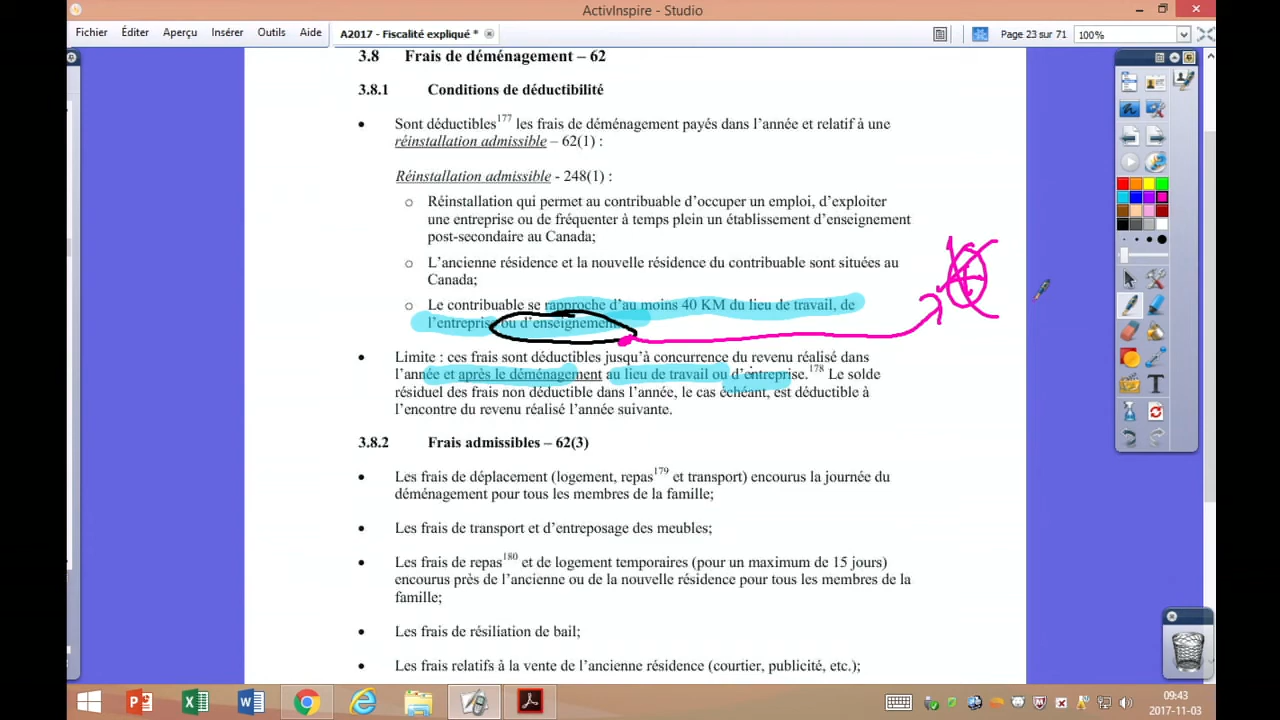 ActivInspire - Studio
Fichier Éditer Aperçu Insérer Outils Aide A2017 - Fiscalité expliqué * Page 23 sur 71 100%
3.8 Frais de déménagement – 62
3.8.1 Conditions de déductibilité
• Sont déductibles177 les frais de déménagement payés dans l'année et relatif à une
réinstallation admissible – 62(1) :
Réinstallation admissible - 248(1) :
o Réinstallation qui permet au contribuable d'occuper un emploi, d'exploiter
une entreprise ou de fréquenter à temps plein un établissement d'enseignement
post-secondaire au Canada;
o L'ancienne résidence et la nouvelle résidence du contribuable sont situées au
Canada;
o Le contribuable se rapproche d'au moins 40 KM du lieu de travail, de
l'entreprise ou d'enseignement
• Limite : ces frais sont déductibles jusqu'à concurrence du revenu réalisé dans
l'année et après le déménagement au lieu de travail ou d'entreprise.178 Le solde
résiduel des frais non déductible dans l'année, le cas échéant, est déductible à
l'encontre du revenu réalisé l'année suivante.
3.8.2 Frais admissibles – 62(3)
• Les frais de déplacement (logement, repas179 et transport) encourus la journée du
déménagement pour tous les membres de la famille;
• Les frais de transport et d'entreposage des meubles;
• Les frais de repas180 et de logement temporaires (pour un maximum de 15 jours)
encourus près de l'ancienne ou de la nouvelle résidence pour tous les membres de la
famille;
• Les frais de résiliation de bail;
• Les frais relatifs à la vente de l'ancienne résidence (courtier, publicité, etc.);
09:43
2017-11-03